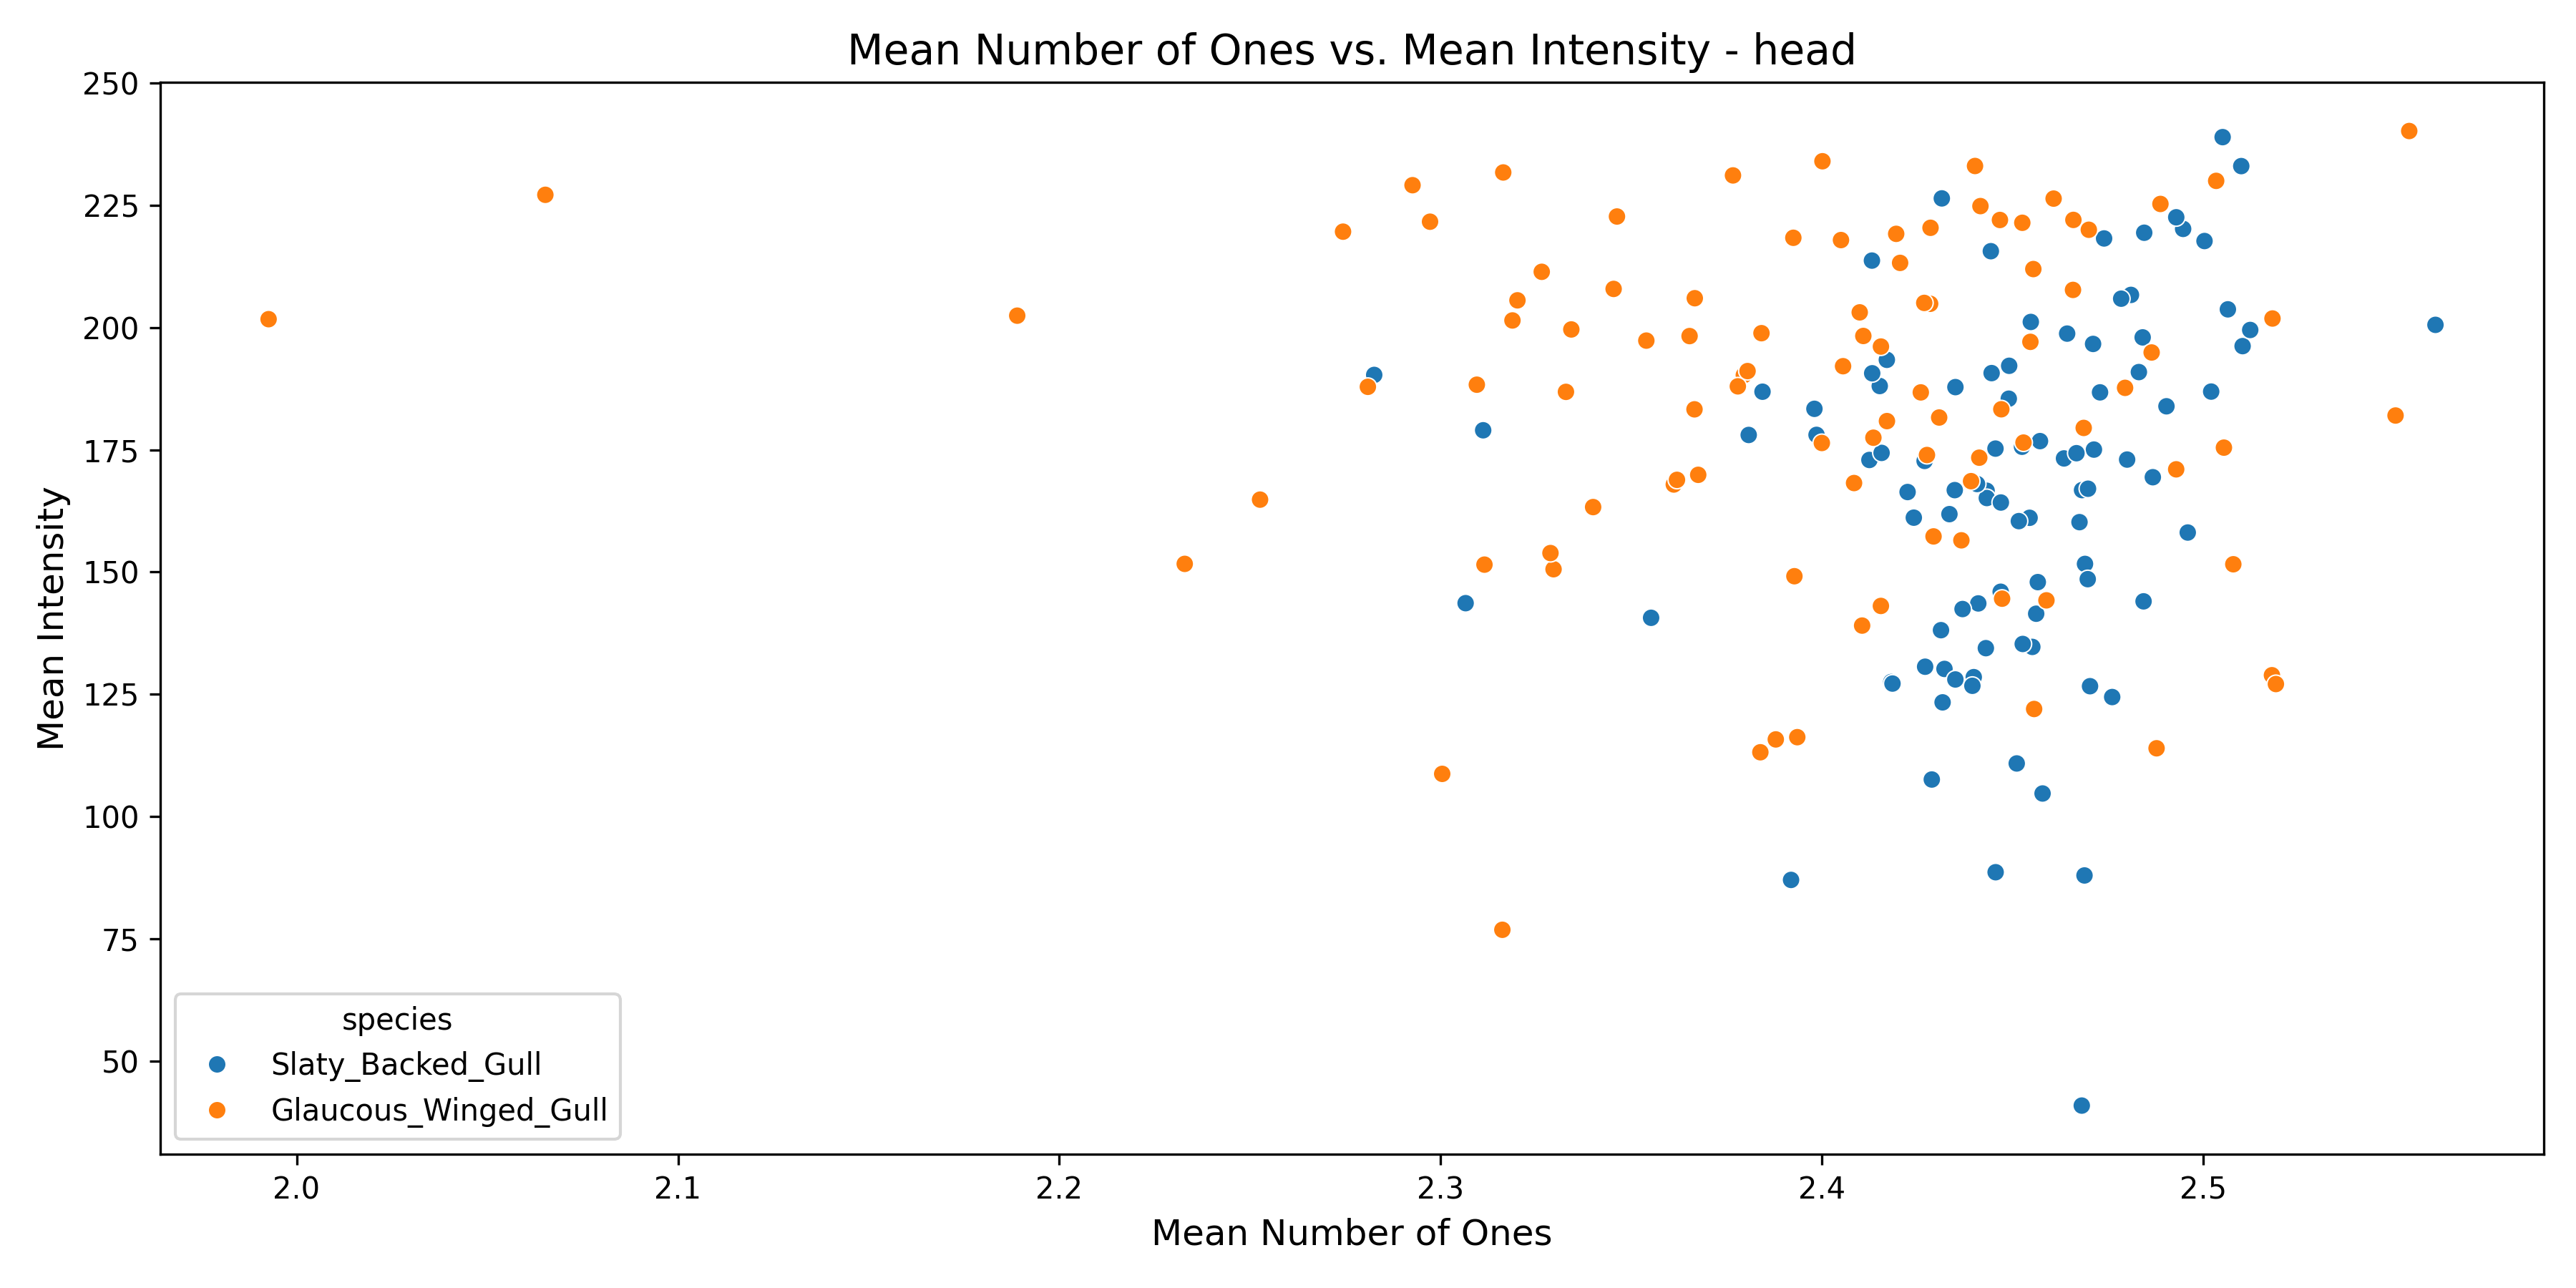 Mean Number of Ones vs. Mean Intensity - head
250
225
200
175
150
125
100
75
50
Mean Intensity
species
Slaty_Backed_Gull
Glaucous_Winged_Gull
2.0 2.1 2.2 2.3 2.4 2.5
Mean Number of Ones